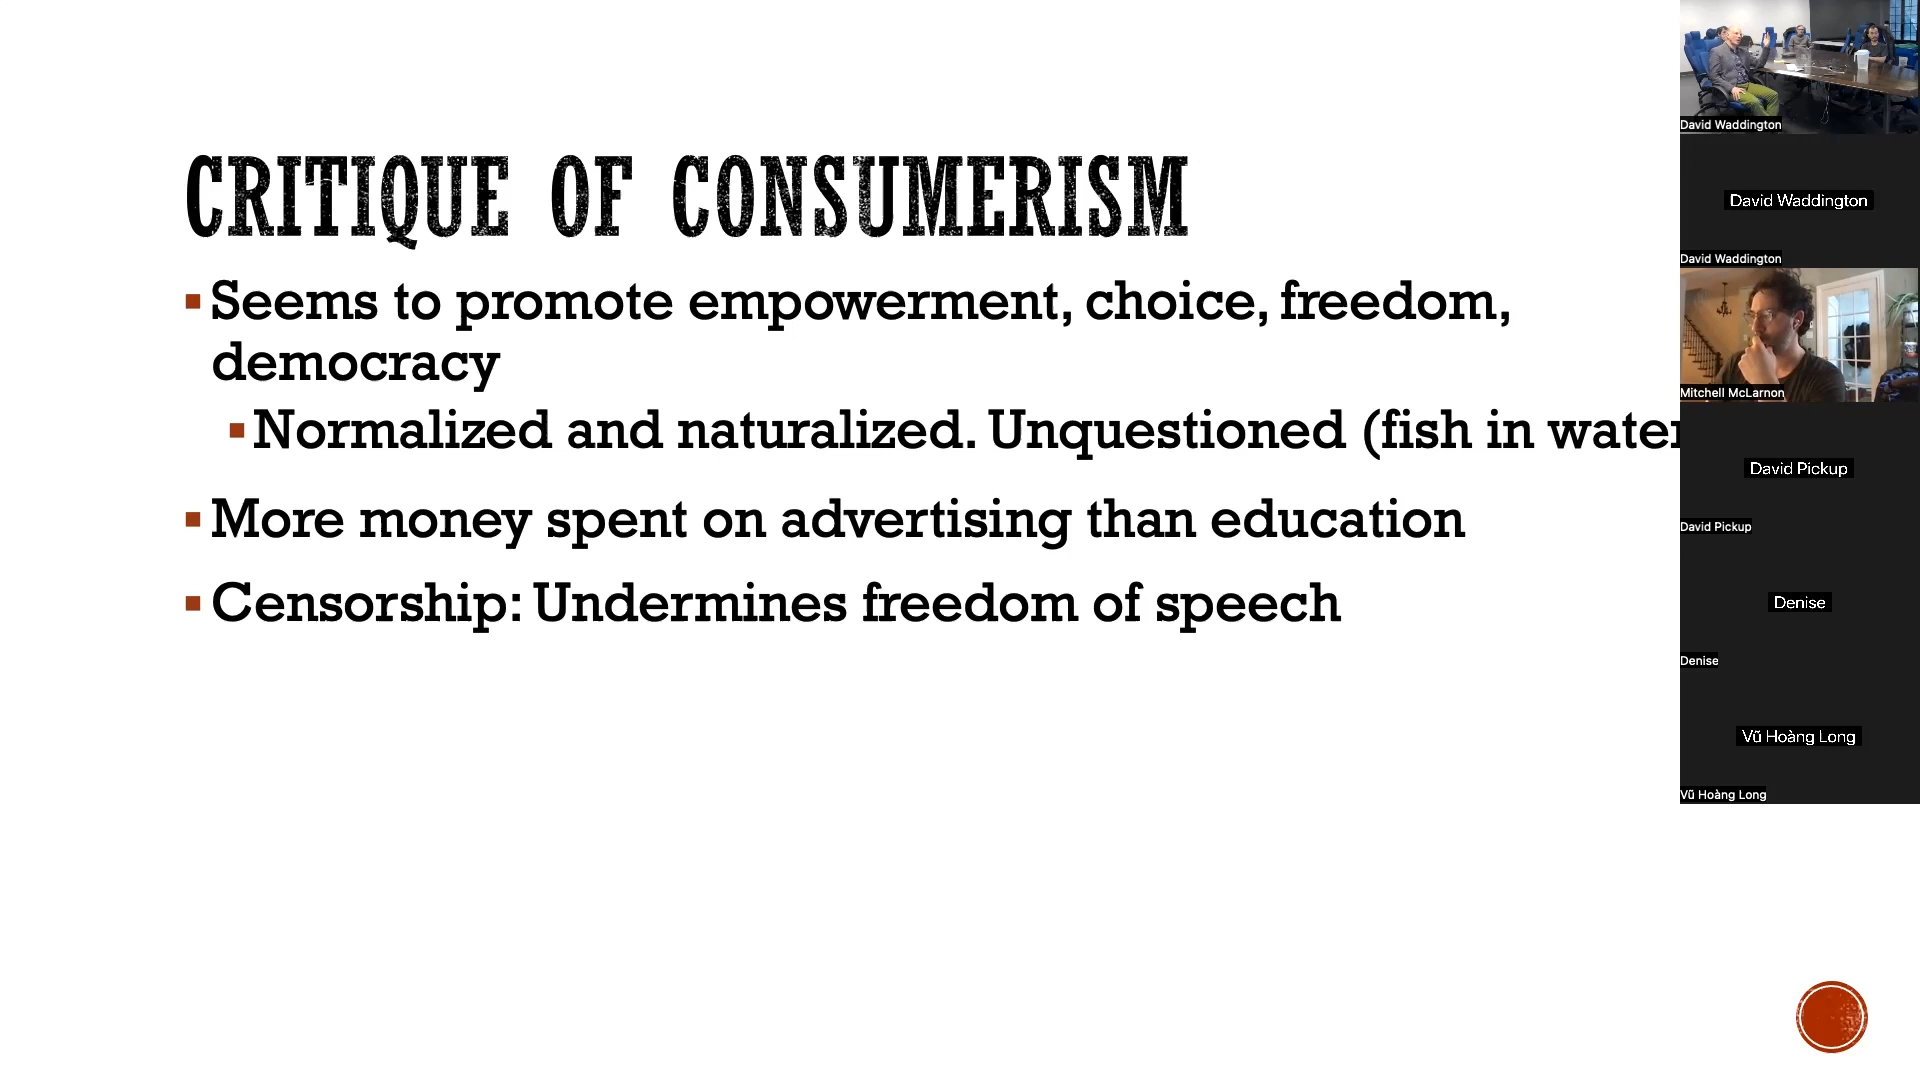 CRITIQUE OF CONSUMERISM
Seems to promote empowerment, choice, freedom,
democracy
Normalized and naturalized. Unquestioned (fish in water
More money spent on advertising than education
Censorship: Undermines freedom of speech
David Waddington
David Waddington
David Waddington
Mitchell McLarnon
David Pickup
David Pickup
Denise
Denise
Vũ Hoàng Long
Vũ Hoàng Long